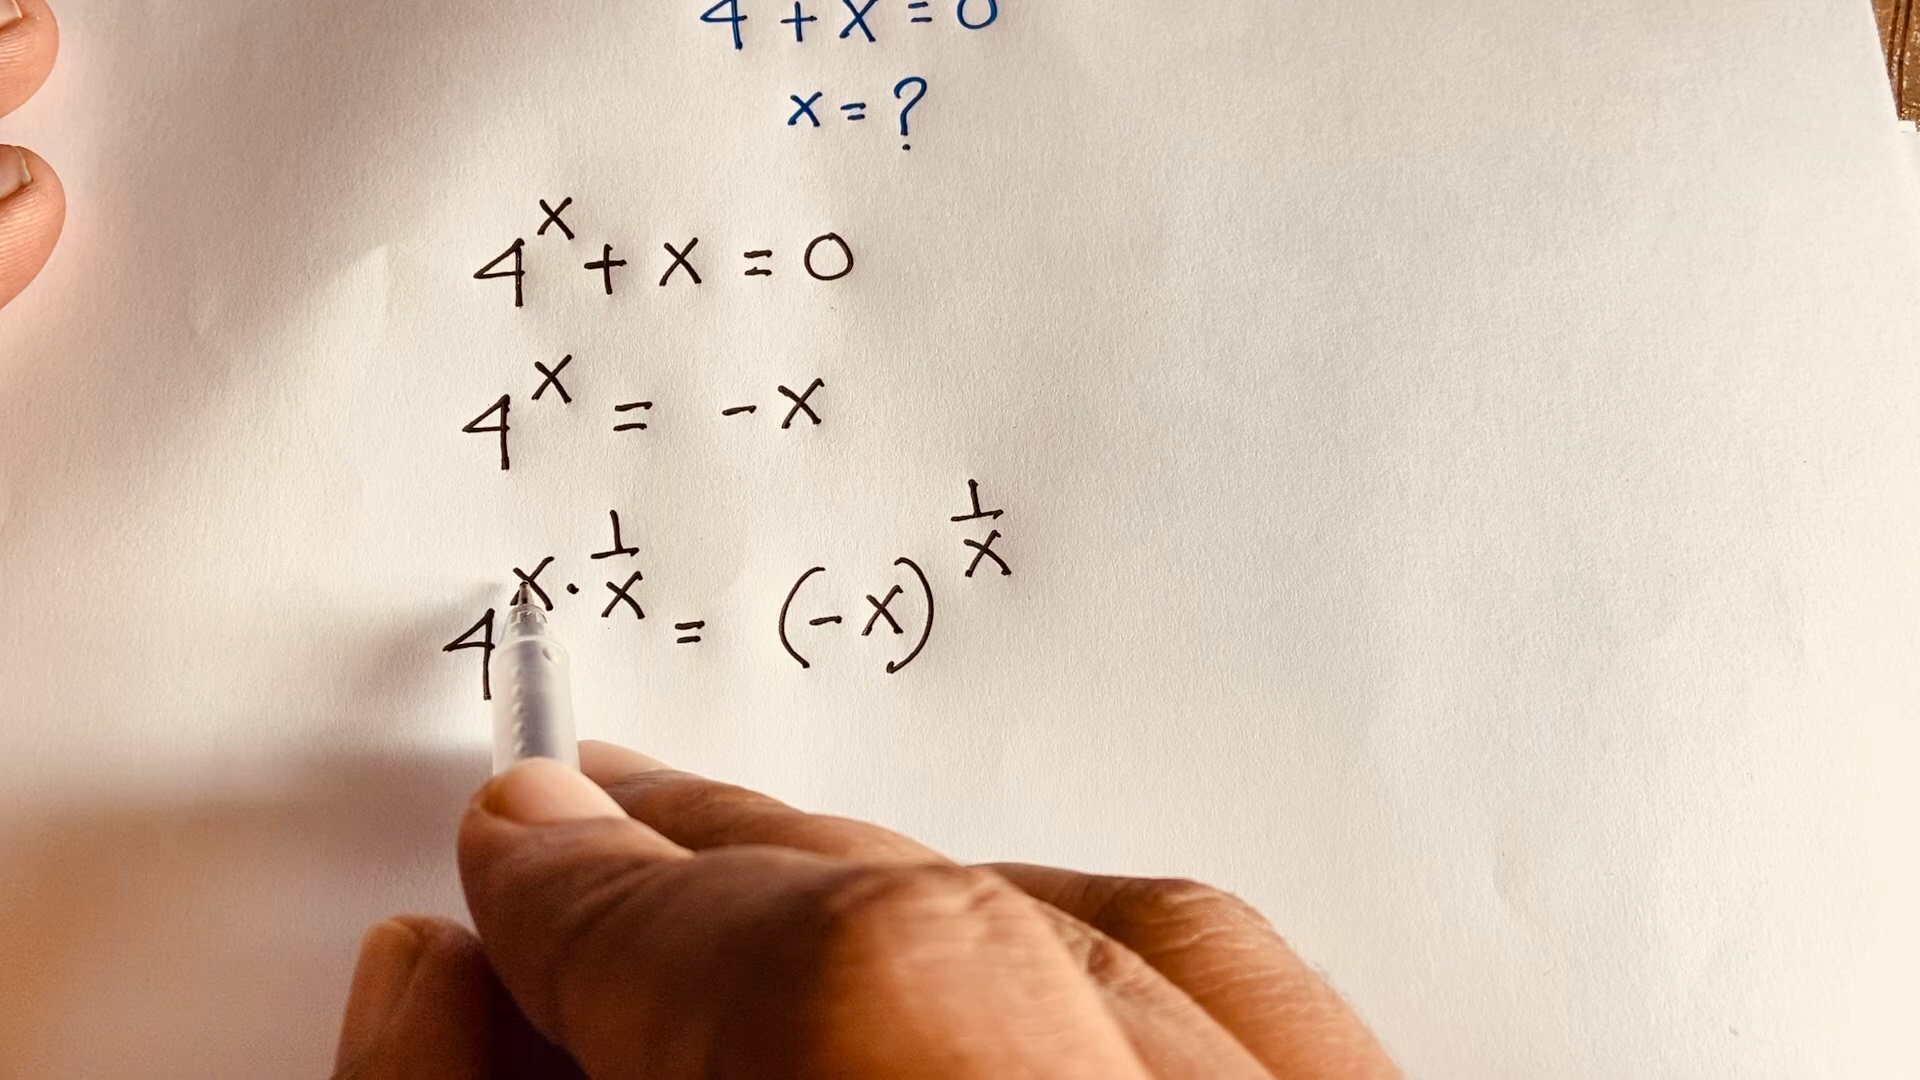 4 + x = 0
x = ?
4^x + x = 0
4^x = - x
4^(x · 1/x) = (-x)^(1/x)